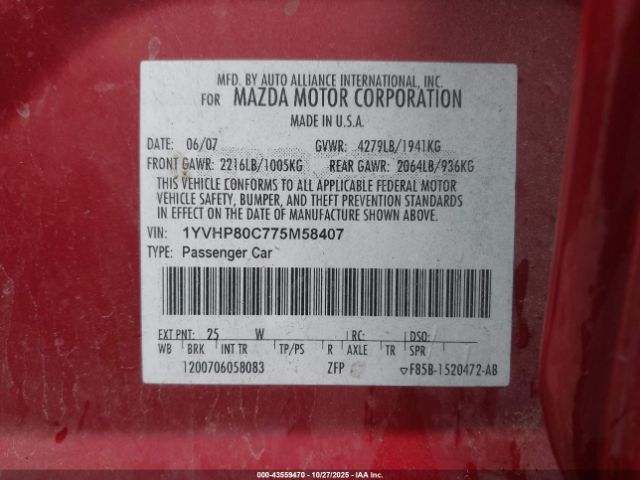 MFD. BY AUTO ALLIANCE INTERNATIONAL, INC.
FOR MAZDA MOTOR CORPORATION
MADE IN U.S.A.
DATE: 06/07 GVWR: 4279LB/1941KG
FRONT GAWR: 2216LB/1005KG REAR GAWR: 2064LB/936KG
THIS VEHICLE CONFORMS TO ALL APPLICABLE FEDERAL MOTOR
VEHICLE SAFETY, BUMPER, AND THEFT PREVENTION STANDARDS
IN EFFECT ON THE DATE OF MANUFACTURE SHOWN ABOVE.
VIN: 1YVHP80C775M58407
TYPE: Passenger Car
EXT PNT: 25 W RC: DSO:
WB BRK INT TR TP/PS R AXLE TR SPR
1200706058083 ZFP F85B-1520472-AB
000-43559470 | 10/27/2025 | IAA, Inc.